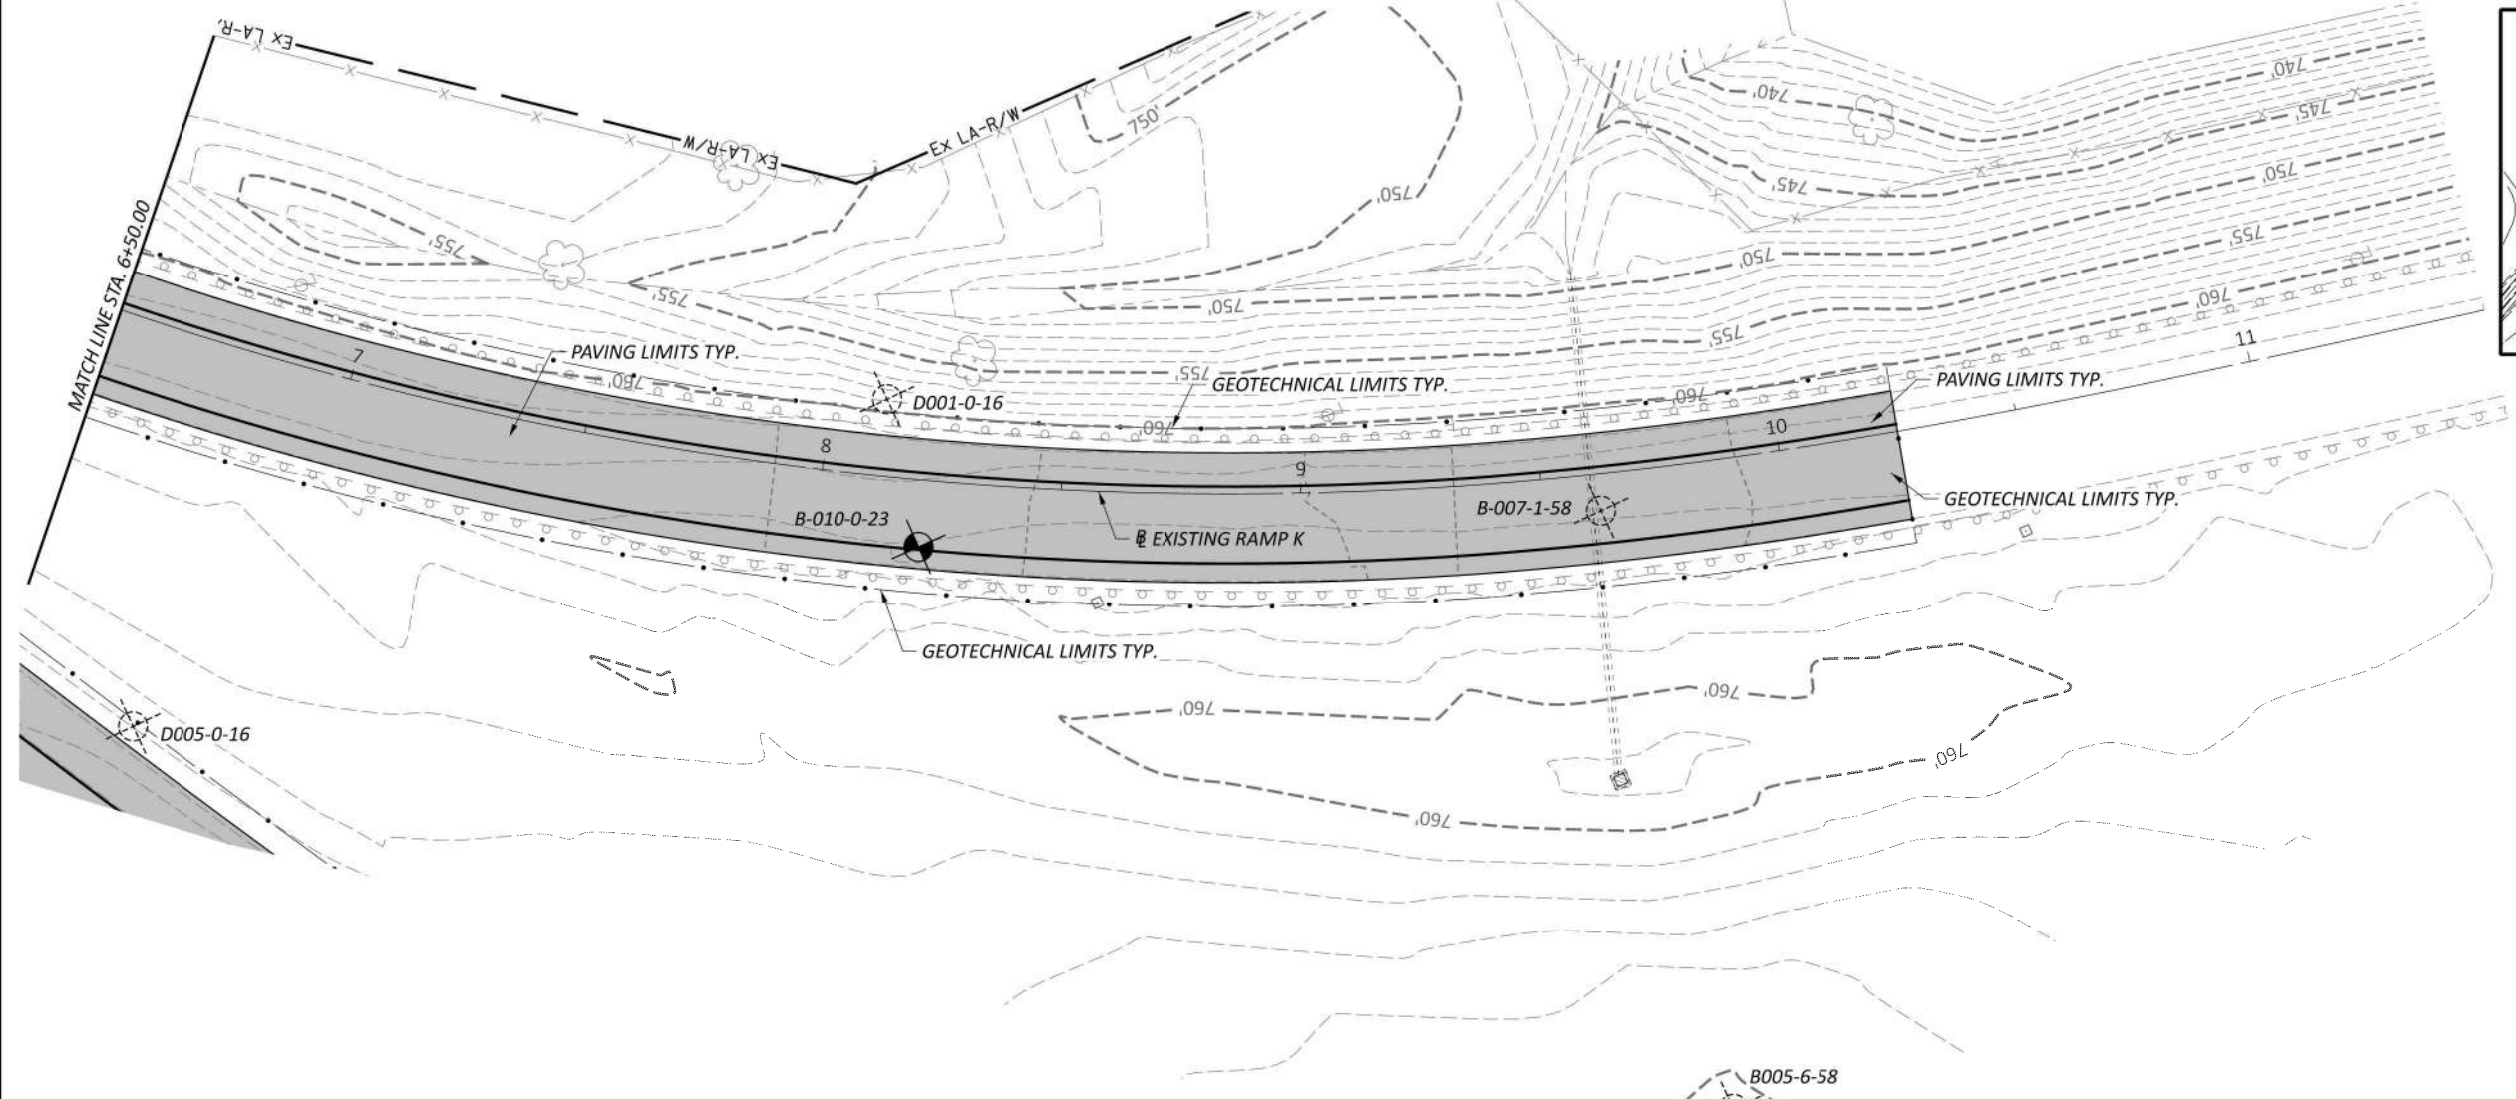 Ex LA-R
740'
740'
750'
Ex LA-R/W
745'
Ex LA-R/W
750'
745'
750'
MATCH LINE STA. 6+50.00
755'
755'
750'
755'
750'
760'
755'
11
7
PAVING LIMITS TYP.
760'
755'
GEOTECHNICAL LIMITS TYP.
PAVING LIMITS TYP.
D001-0-16
760'
760'
10
8
9
GEOTECHNICAL LIMITS TYP.
B-007-1-58
B-010-0-23
EXISTING RAMP K
GEOTECHNICAL LIMITS TYP.
760'
760'
D005-0-16
760'
760'
B005-6-58